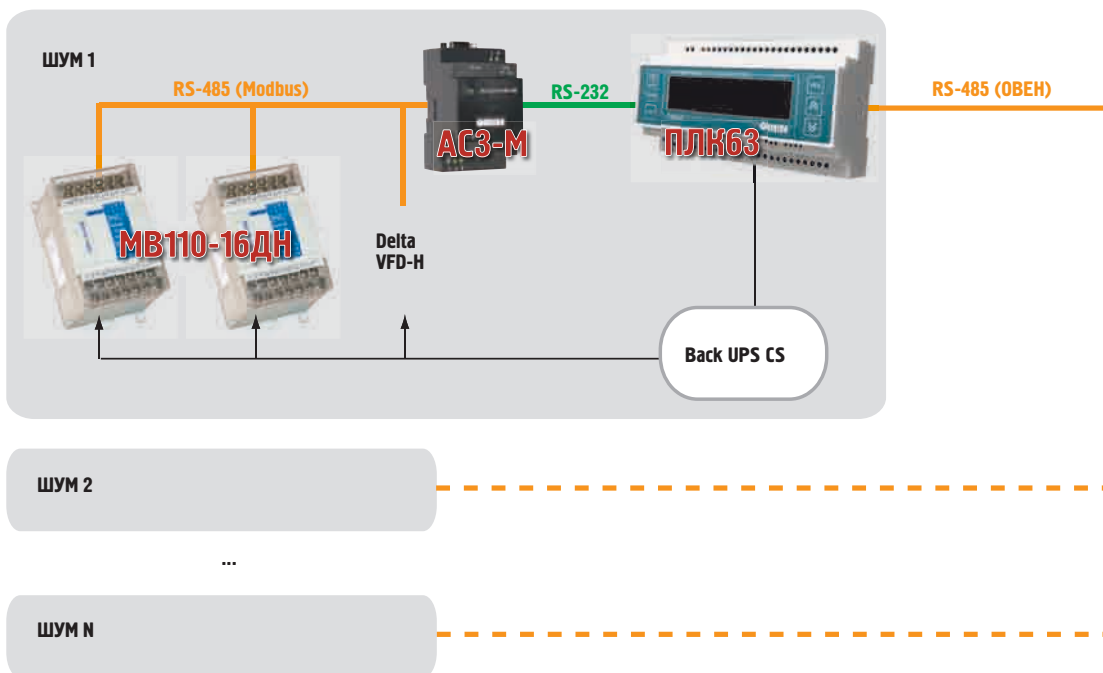 ШУМ 1
RS-485 (Modbus)
RS-232
RS-485 (ОВЕН)
АС3-М
ПЛК63
МВ110-16ДН
Delta
VFD-H
Back UPS CS
ШУМ 2
...
ШУМ N